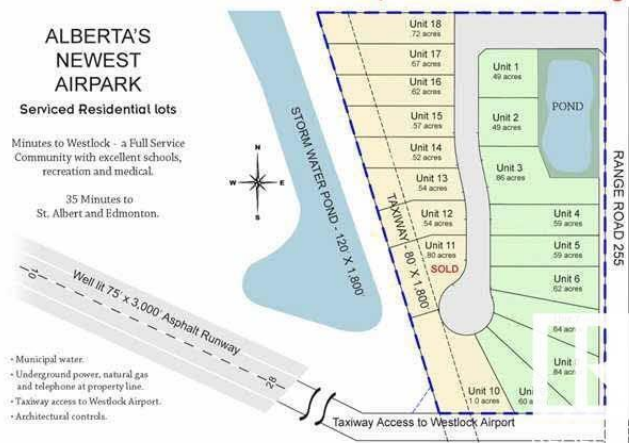 ALBERTA'S
NEWEST
AIRPARK
Serviced Residential lots
Minutes to Westlock - a Full Service
Community with excellent schools,
recreation and medical.
35 Minutes to
St. Albert and Edmonton.
N
W E
S
STORM WATER POND - 120' X 1,800'
Well lit 75' x 3,000' Asphalt Runway
10
28
• Municipal water.
• Underground power, natural gas
and telephone at property line.
• Taxiway access to Westlock Airport.
• Architectural controls.
Taxiway Access to Westlock Airport
TAXIWAY - 80' X 1,800'
Unit 18
.72 acres
Unit 17
.67 acres
Unit 16
.62 acres
Unit 15
.57 acres
Unit 14
.52 acres
Unit 13
.54 acres
Unit 12
.54 acres
Unit 11
.80 acres
SOLD
Unit 10
1.0 acres
Unit 1
.49 acres
Unit 2
.49 acres
Unit 3
.86 acres
Unit 4
.59 acres
Unit 5
.59 acres
Unit 6
.62 acres
.64
Unit
.84
POND
RANGE ROAD 255